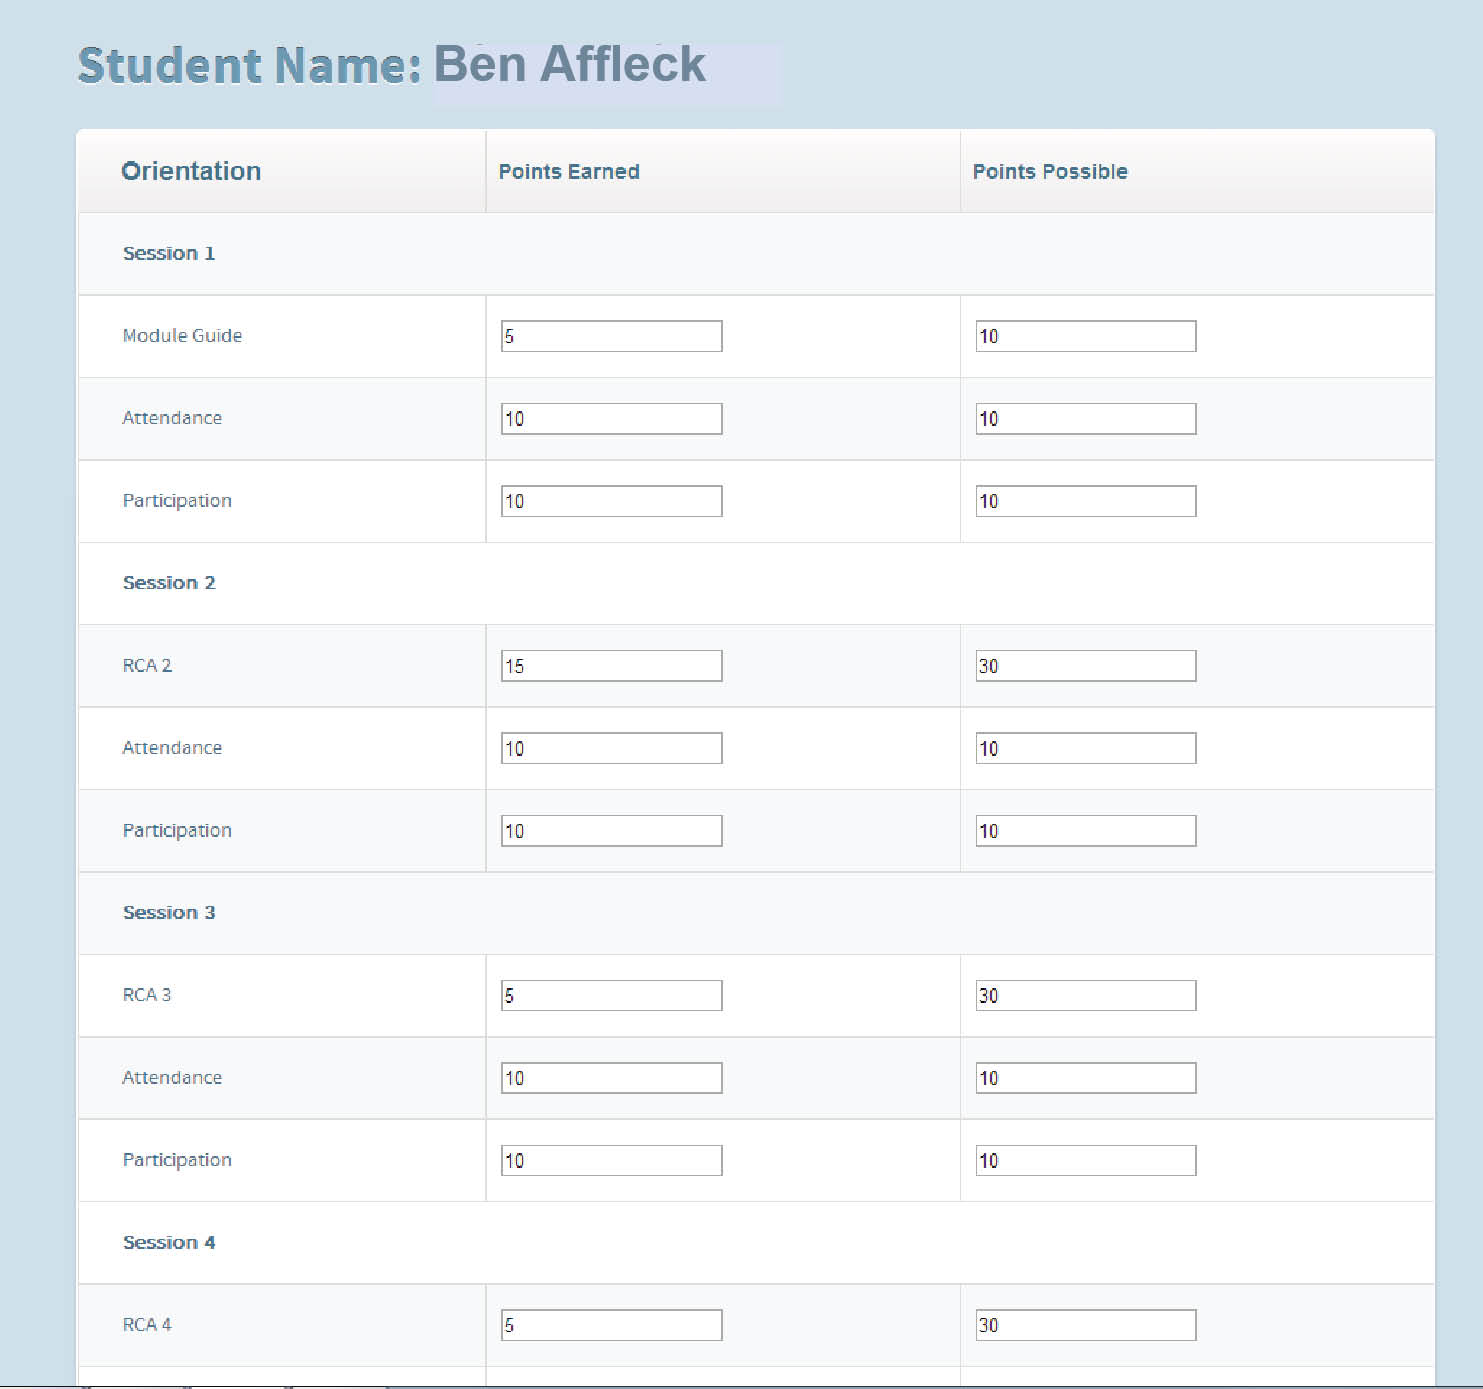 Student Name: Ben Affleck
Orientation Points Earned Points Possible
Session 1
Module Guide 5 10
Attendance 10 10
Participation 10 10
Session 2
RCA 2 15 30
Attendance 10 10
Participation 10 10
Session 3
RCA 3 5 30
Attendance 10 10
Participation 10 10
Session 4
RCA 4 5 30